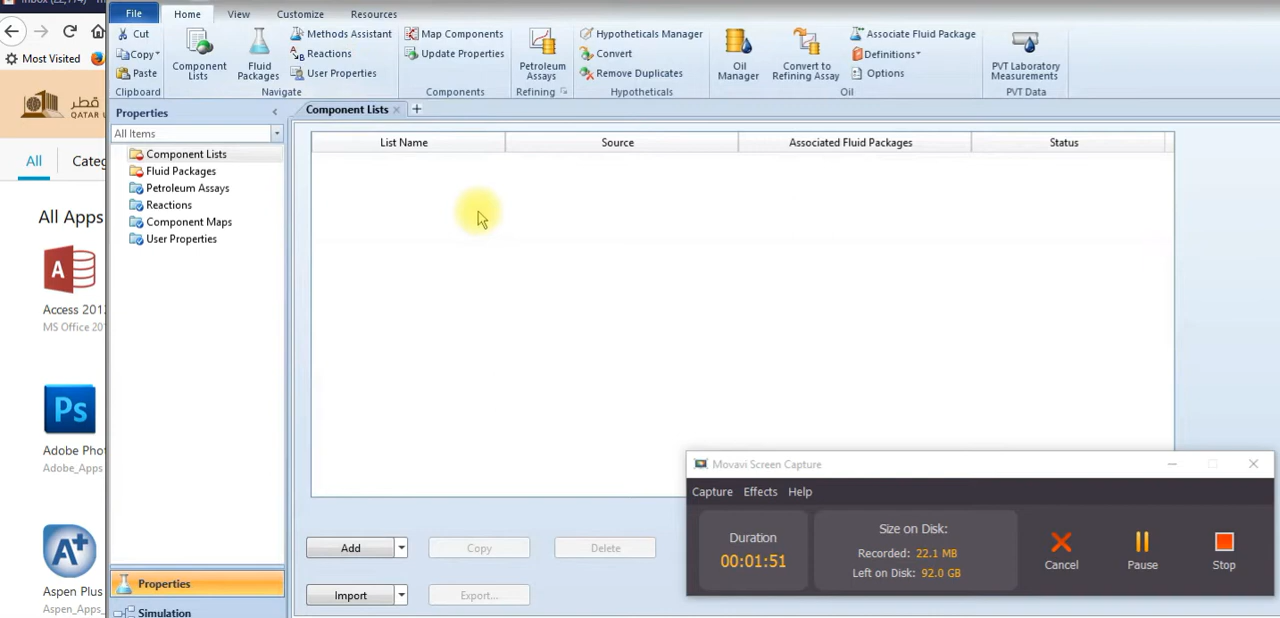 File
Home
View
Customize
Resources
Most Visited
Cut
Copy
Paste
Clipboard
Component
Lists
Fluid
Packages
Methods Assistant
Reactions
User Properties
Navigate
Map Components
Update Properties
Components
Petroleum
Assays
Refining
Hypotheticals Manager
Convert
Remove Duplicates
Hypotheticals
Oil
Manager
Convert to
Refining Assay
Associate Fluid Package
Definitions
Options
Oil
PVT Laboratory
Measurements
PVT Data
قطر
QATAR U
All
Categ
All Apps
Access 201
MS Office 20
Ps
Adobe Phot
Adobe_Apps
A+
Aspen Plus
Aspen_Apps_
Properties
All Items
Component Lists
Fluid Packages
Petroleum Assays
Reactions
Component Maps
User Properties
Properties
Simulation
Component Lists
List Name
Source
Associated Fluid Packages
Status
Add
Copy
Delete
Import
Export...
Movavi Screen Capture
Capture
Effects
Help
Duration
00:01:51
Size on Disk:
Recorded: 22.1 MB
Left on Disk: 92.0 GB
Cancel
Pause
Stop